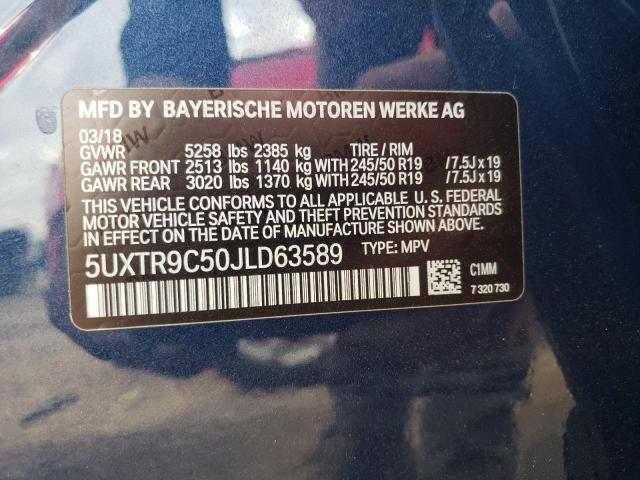 MFD BY BAYERISCHE MOTOREN WERKE AG
03/18
GVWR 5258 lbs 2385 kg TIRE / RIM
GAWR FRONT 2513 lbs 1140 kg WITH 245/50 R19 /7.5J x 19
GAWR REAR 3020 lbs 1370 kg WITH 245/50 R19 /7.5J x 19
THIS VEHICLE CONFORMS TO ALL APPLICABLE U. S. FEDERAL
MOTOR VEHICLE SAFETY AND THEFT PREVENTION STANDARDS
IN EFFECT ON THE DATE OF MANUFACTURE SHOWN ABOVE.
5UXTR9C50JLD63589 TYPE: MPV
C1MM
7 320 730